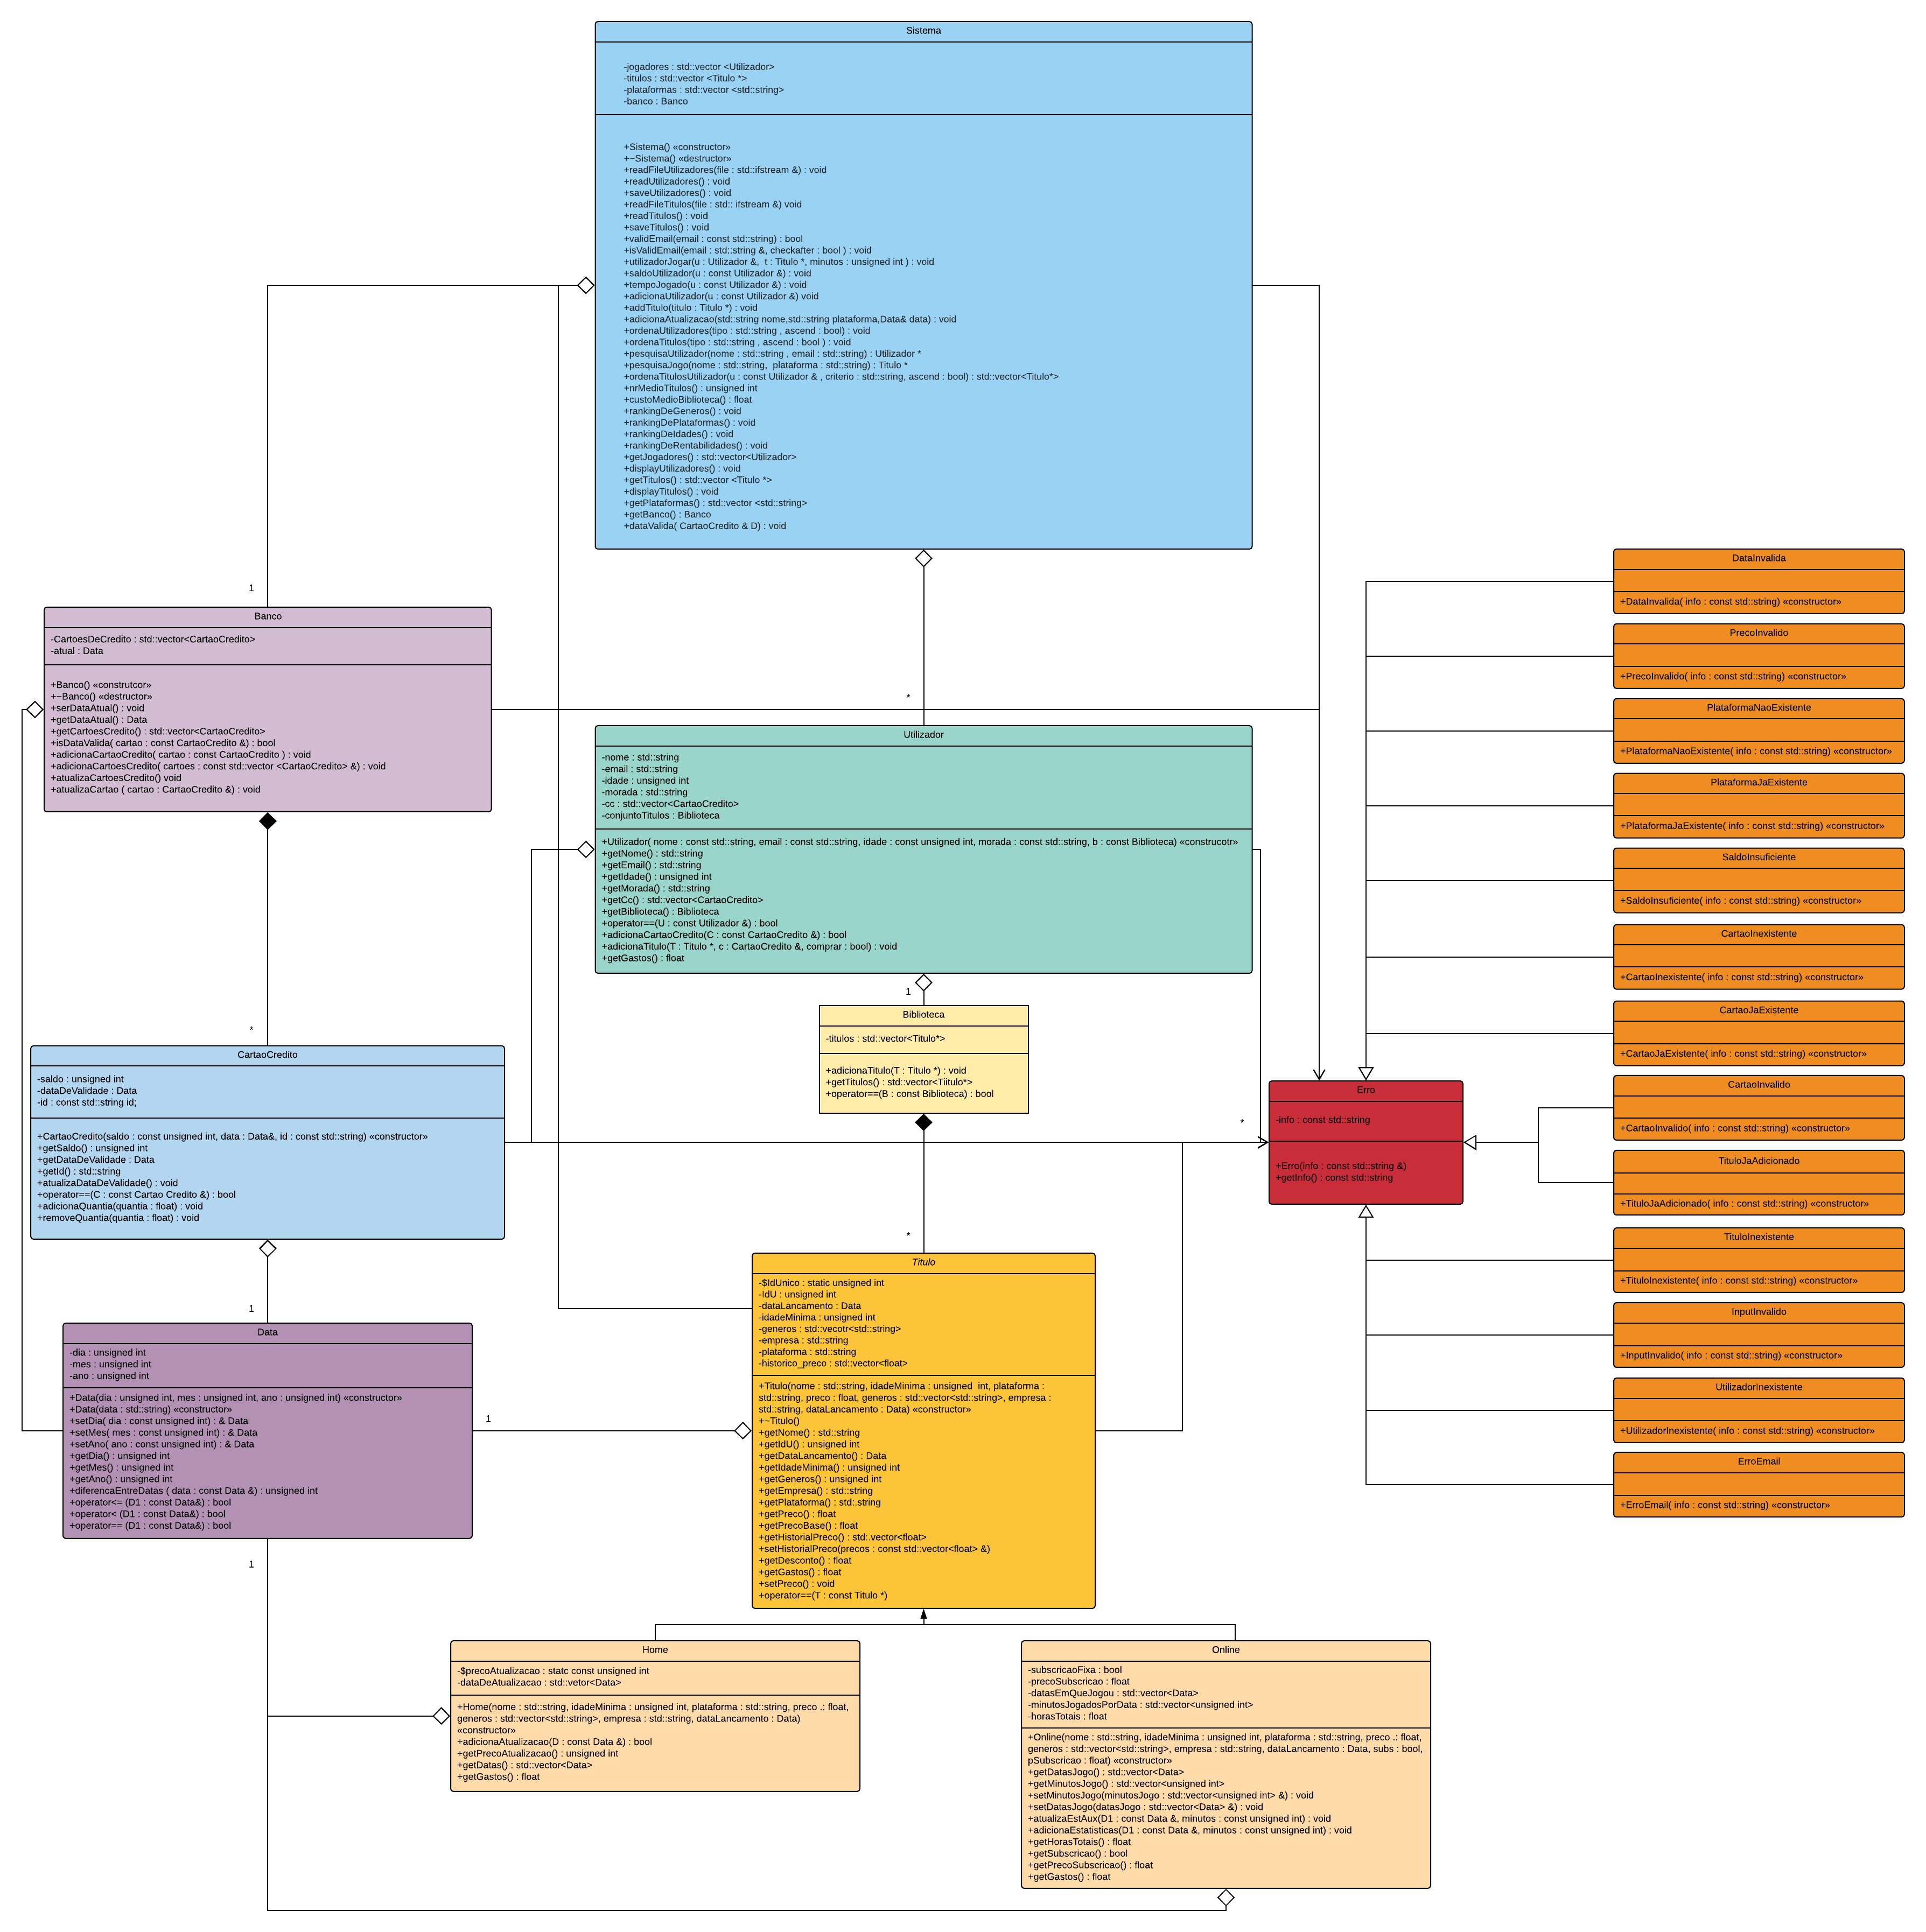 Sistema
-jogadores : std::vector <Utilizador>
-titulos : std::vector <Titulo *>
-plataformas : std::vector <std::string>
-banco : Banco
+Sistema() «constructor»
+~Sistema() «destructor»
+readFileUtilizadores(file : std::ifstream &) : void
+readUtilizadores() : void
+saveUtilizadores() : void
+readFileTitulos(file : std:: ifstream &) void
+readTitulos() : void
+saveTitulos() : void
+validEmail(email : const std::string) : bool
+isValidEmail(email : std::string &, checkafter : bool ) : void
+utilizadorJogar(u : Utilizador &,  t : Titulo *, minutos : unsigned int ) : void
+saldoUtilizador(u : const Utilizador &) : void
+tempoJogado(u : const Utilizador &) : void
+adicionaUtilizador(u : const Utilizador &) void
+addTitulo(titulo : Titulo *) : void
+adicionaAtualizacao(std::string nome,std::string plataforma,Data& data) : void
+ordenaUtilizadores(tipo : std::string , ascend : bool) : void
+ordenaTitulos(tipo : std::string , ascend : bool ) : void
+pesquisaUtilizador(nome : std::string , email : std::string) : Utilizador *
+pesquisaJogo(nome : std::string,  plataforma : std::string) : Titulo *
+ordenaTitulosUtilizador(u : const Utilizador & , criterio : std::string, ascend : bool) : std::vector<Titulo*>
+nrMedioTitulos() : unsigned int
+custoMedioBiblioteca() : float
+rankingDeGeneros() : void
+rankingDePlataformas() : void
+rankingDeIdades() : void
+rankingDeRentabilidades() : void
+getJogadores() : std::vector<Utilizador>
+displayUtilizadores() : void
+getTitulos() : std::vector <Titulo *>
+displayTitulos() : void
+getPlataformas() : std::vector <std::string>
+getBanco() : Banco
+dataValida( CartaoCredito & D) : void
1
Banco
-CartoesDeCredito : std::vector<CartaoCredito>
-atual : Data
+Banco() «construtcor»
+~Banco() «destructor»
+serDataAtual() : void
+getDataAtual() : Data
+getCartoesCredito() : std::vector<CartaoCredito>
+isDataValida( cartao : const CartaoCredito &) : bool
+adicionaCartaoCredito( cartao : const CartaoCredito ) : void
+adicionaCartoesCredito( cartoes : const std::vector <CartaoCredito> &) : void
+atualizaCartoesCredito() void
+atualizaCartao ( cartao : CartaoCredito &) : void
*
Utilizador
-nome : std::string
-email : std::string
-idade : unsigned int
-morada : std::string
-cc : std::vector<CartaoCredito>
-conjuntoTitulos : Biblioteca
+Utilizador( nome : const std::string, email : const std::string, idade : const unsigned int, morada : const std::string, b : const Biblioteca) «construcotr»
+getNome() : std::string
+getEmail() : std::string
+getIdade() : unsigned int
+getMorada() : std::string
+getCc() : std::vector<CartaoCredito>
+getBiblioteca() : Biblioteca
+operator==(U : const Utilizador &) : bool
+adicionaCartaoCredito(C : const CartaoCredito &) : bool
+adicionaTitulo(T : Titulo *, c : CartaoCredito &, comprar : bool) : void
+getGastos() : float
1
Biblioteca
-titulos : std::vector<Titulo*>
+adicionaTitulo(T : Titulo *) : void
+getTitulos() : std::vector<Tiitulo*>
+operator==(B : const Biblioteca) : bool
*
CartaoCredito
-saldo : unsigned int
-dataDeValidade : Data
-id : const std::string id;
+CartaoCredito(saldo : const unsigned int, data : Data&, id : const std::string) «constructor»
+getSaldo() : unsigned int
+getDataDeValidade : Data
+getId() : std::string
+atualizaDataDeValidade() : void
+operator==(C : const Cartao Credito &) : bool
+adicionaQuantia(quantia : float) : void
+removeQuantia(quantia : float) : void
*
Erro
-info : const std::string
+Erro(info : const std::string &)
+getInfo() : const std::string
DataInvalida
+DataInvalida( info : const std::string) «constructor»
PrecoInvalido
+PrecoInvalido( info : const std::string) «constructor»
PlataformaNaoExistente
+PlataformaNaoExistente( info : const std::string) «constructor»
PlataformaJaExistente
+PlataformaJaExistente( info : const std::string) «constructor»
SaldoInsuficiente
+SaldoInsuficiente( info : const std::string) «constructor»
CartaoInexistente
+CartaoInexistente( info : const std::string) «constructor»
CartaoJaExistente
+CartaoJaExistente( info : const std::string) «constructor»
CartaoInvalido
+CartaoInvalido( info : const std::string) «constructor»
TituloJaAdicionado
+TituloJaAdicionado( info : const std::string) «constructor»
TituloInexistente
+TituloInexistente( info : const std::string) «constructor»
InputInvalido
+InputInvalido( info : const std::string) «constructor»
UtilizadorInexistente
+UtilizadorInexistente( info : const std::string) «constructor»
ErroEmail
+ErroEmail( info : const std::string) «constructor»
1
Data
-dia : unsigned int
-mes : unsigned int
-ano : unsigned int
+Data(dia : unsigned int, mes : unsigned int, ano : unsigned int) «constructor»
+Data(data : std::string) «constructor»
+setDia( dia : const unsigned int) : & Data
+setMes( mes : const unsigned int) : & Data
+setAno( ano : const unsigned int) : & Data
+getDia() : unsigned int
+getMes() : unsigned int
+getAno() : unsigned int
+diferencaEntreDatas ( data : const Data &) : unsigned int
+operator<= (D1 : const Data&) : bool
+operator< (D1 : const Data&) : bool
+operator== (D1 : const Data&) : bool
1
1
*
Titulo
-$IdUnico : static unsigned int
-IdU : unsigned int
-dataLancamento : Data
-idadeMinima : unsigned int
-generos : std::vecotr<std::string>
-empresa : std::string
-plataforma : std::string
-historico_preco : std::vector<float>
+Titulo(nome : std::string, idadeMinima : unsigned  int, plataforma :
std::string, preco : float, generos : std::vector<std::string>, empresa :
std::string, dataLancamento : Data) «constructor»
+~Titulo()
+getNome() : std::string
+getIdU() : unsigned int
+getDataLancamento() : Data
+getIdadeMinima() : unsigned int
+getGeneros() : unsigned int
+getEmpresa() : std::string
+getPlataforma() : std:.string
+getPreco() : float
+getPrecoBase() : float
+getHistorialPreco() : std:.vector<float>
+setHistorialPreco(precos : const std::vector<float> &)
+getDesconto() : float
+getGastos() : float
+setPreco() : void
+operator==(T : const Titulo *)
Home
-$precoAtualizacao : statc const unsigned int
-dataDeAtualizacao : std::vetor<Data>
+Home(nome : std::string, idadeMinima : unsigned int, plataforma : std::string, preco .: float,
generos : std::vector<std::string>, empresa : std::string, dataLancamento : Data)
«constructor»
+adicionaAtualizacao(D : const Data &) : bool
+getPrecoAtualizacao() : unsigned int
+getDatas() : std::vector<Data>
+getGastos() : float
Online
-subscricaoFixa : bool
-precoSubscricao : float
-datasEmQueJogou : std::vector<Data>
-minutosJogadosPorData : std::vector<unsigned int>
-horasTotais : float
+Online(nome : std::string, idadeMinima : unsigned int, plataforma : std::string, preco .: float,
generos : std::vector<std::string>, empresa : std::string, dataLancamento : Data, subs : bool,
pSubscricao : float) «constructor»
+getDatasJogo() : std::vector<Data>
+getMinutosJogo() : std::vector<unsigned int>
+setMinutosJogo(minutosJogo : std::vector<unsigned int> &) : void
+setDatasJogo(datasJogo : std::vector<Data> &) : void
+atualizaEstAux(D1 : const Data &, minutos : const unsigned int) : void
+adicionaEstatisticas(D1 : const Data &, minutos : const unsigned int) : void
+getHorasTotais() : float
+getSubscricao() : bool
+getPrecoSubscricao() : float
+getGastos() : float